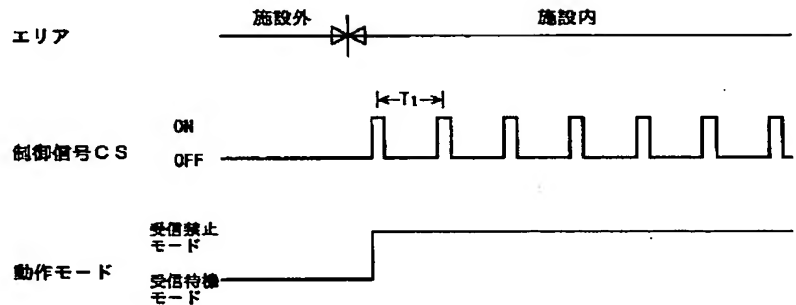 施設外
施設内
エリア
T1
ON
制御信号CS
OFF
受信禁止
モード
動作モード
受信待機
モード